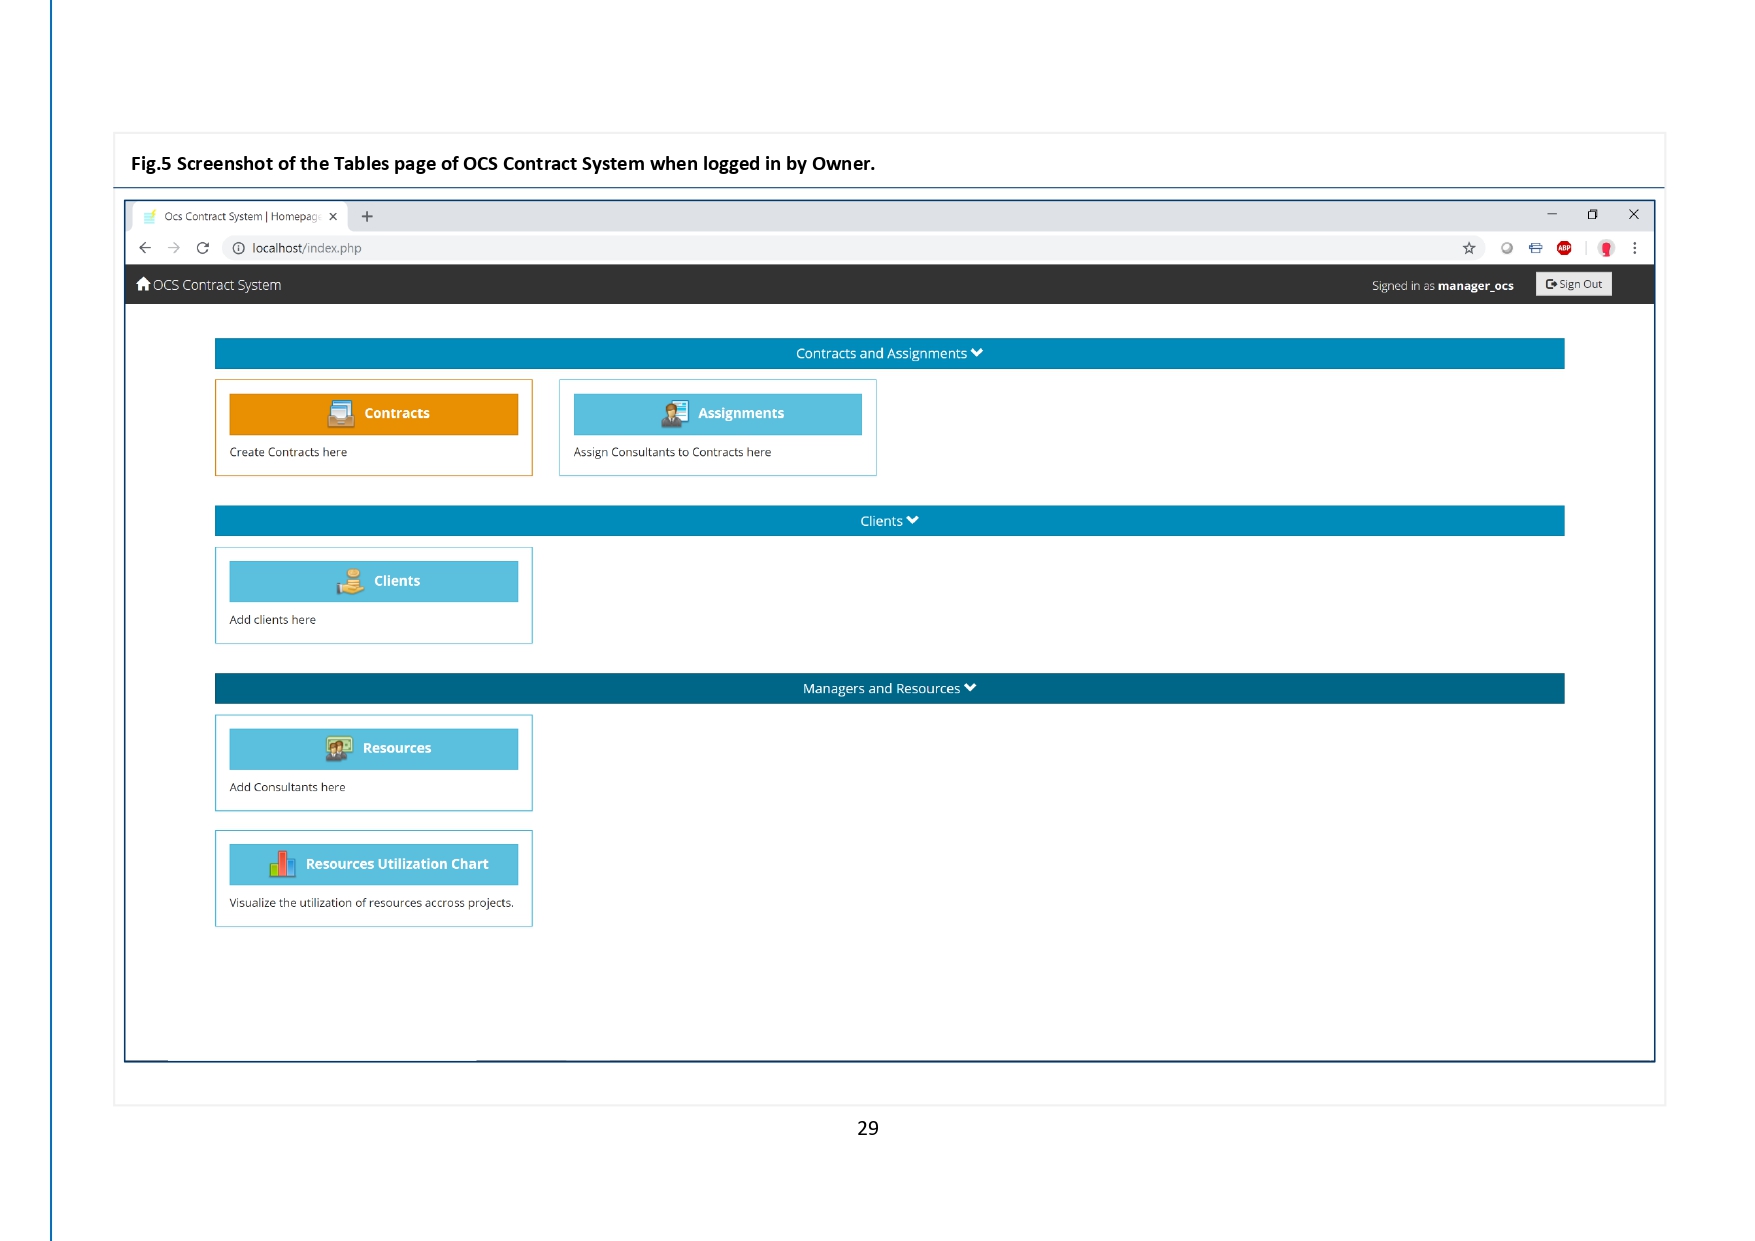 Fig.5 Screenshot of the Tables page of OCS Contract System when logged in by Owner.
Ocs Contract System | Homepag
localhost/index.php
ABP
OCS Contract System
Signed in as manager_ocs
Sign Out
Contracts and Assignments
Contracts
Assignments
Create Contracts here
Assign Consultants to Contracts here
Clients
Clients
Add clients here
Managers and Resources
Resources
Add Consultants here
Resources Utilization Chart
Visualize the utilization of resources accross projects.
29